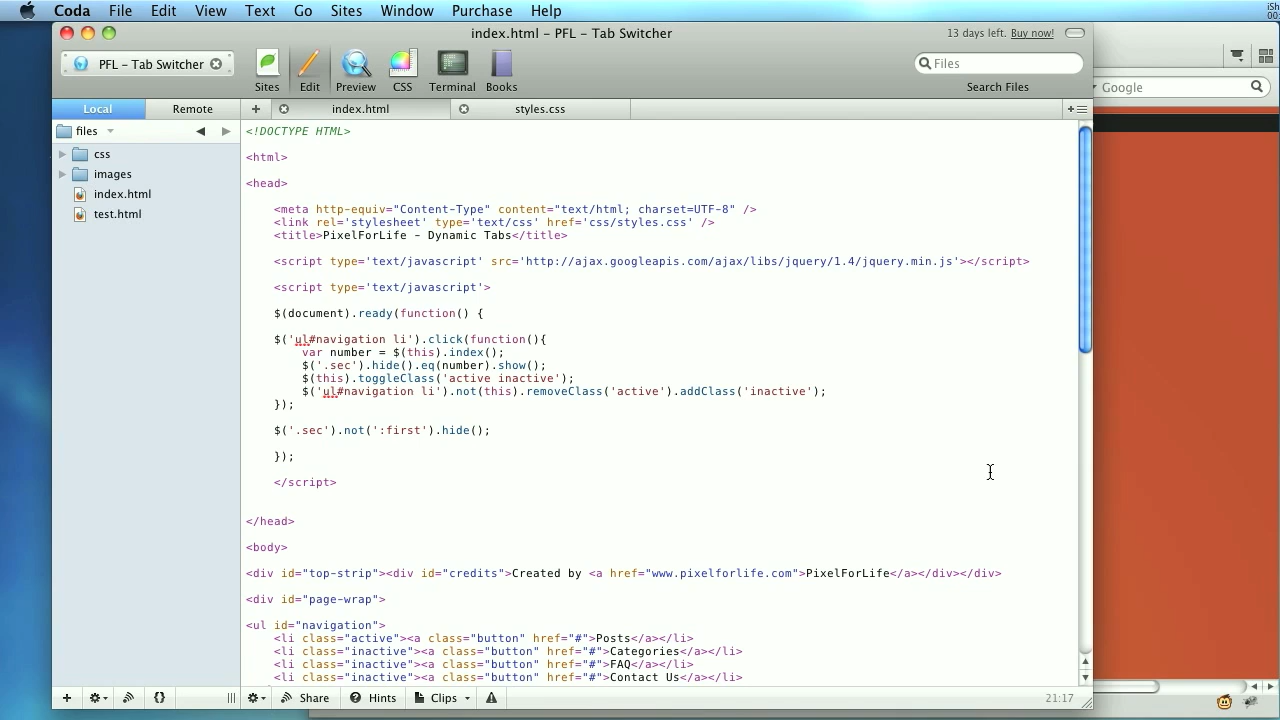 Coda File Edit View Text Go Sites Window Purchase Help
index.html – PFL – Tab Switcher
13 days left. Buy now!
PFL – Tab Switcher
Sites Edit Preview CSS Terminal Books
Files
Search Files
Google
Local Remote
index.html styles.css
files
css
images
index.html
test.html
<!DOCTYPE HTML>
<html>
<head>
<meta http-equiv="Content-Type" content="text/html; charset=UTF-8" />
<link rel='stylesheet' type='text/css' href='css/styles.css' />
<title>PixelForLife - Dynamic Tabs</title>
<script type='text/javascript' src='http://ajax.googleapis.com/ajax/libs/jquery/1.4/jquery.min.js'></script>
<script type='text/javascript'>
$(document).ready(function() {
$('ul#navigation li').click(function(){
var number = $(this).index();
$('.sec').hide().eq(number).show();
$(this).toggleClass('active inactive');
$('ul#navigation li').not(this).removeClass('active').addClass('inactive');
});
$('.sec').not(':first').hide();
});
</script>
</head>
<body>
<div id="top-strip"><div id="credits">Created by <a href="www.pixelforlife.com">PixelForLife</a></div></div>
<div id="page-wrap">
<ul id="navigation">
<li class="active"><a class="button" href="#">Posts</a></li>
<li class="inactive"><a class="button" href="#">Categories</a></li>
<li class="inactive"><a class="button" href="#">FAQ</a></li>
<li class="inactive"><a class="button" href="#">Contact Us</a></li>
Share Hints Clips
21:17